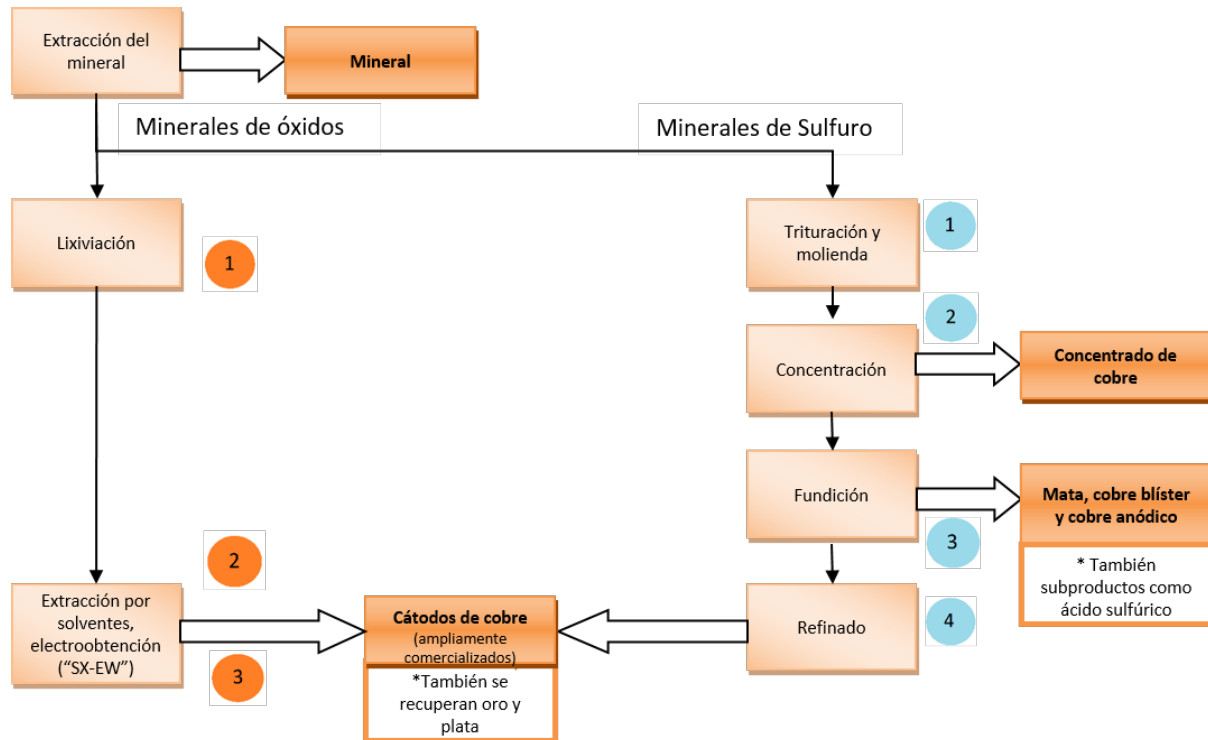 Extracción del
mineral
Mineral
Minerales de óxidos
Minerales de Sulfuro
Lixiviación
1
Trituración y
molienda
1
2
Concentración
Concentrado de
cobre
Fundición
Mata, cobre blíster
y cobre anódico
3
* También
subproductos como
ácido sulfúrico
2
Extracción por
solventes,
electroobtención
(“SX-EW”)
3
Cátodos de cobre
(ampliamente
comercializados)
*También se
recuperan oro y
plata
Refinado
4